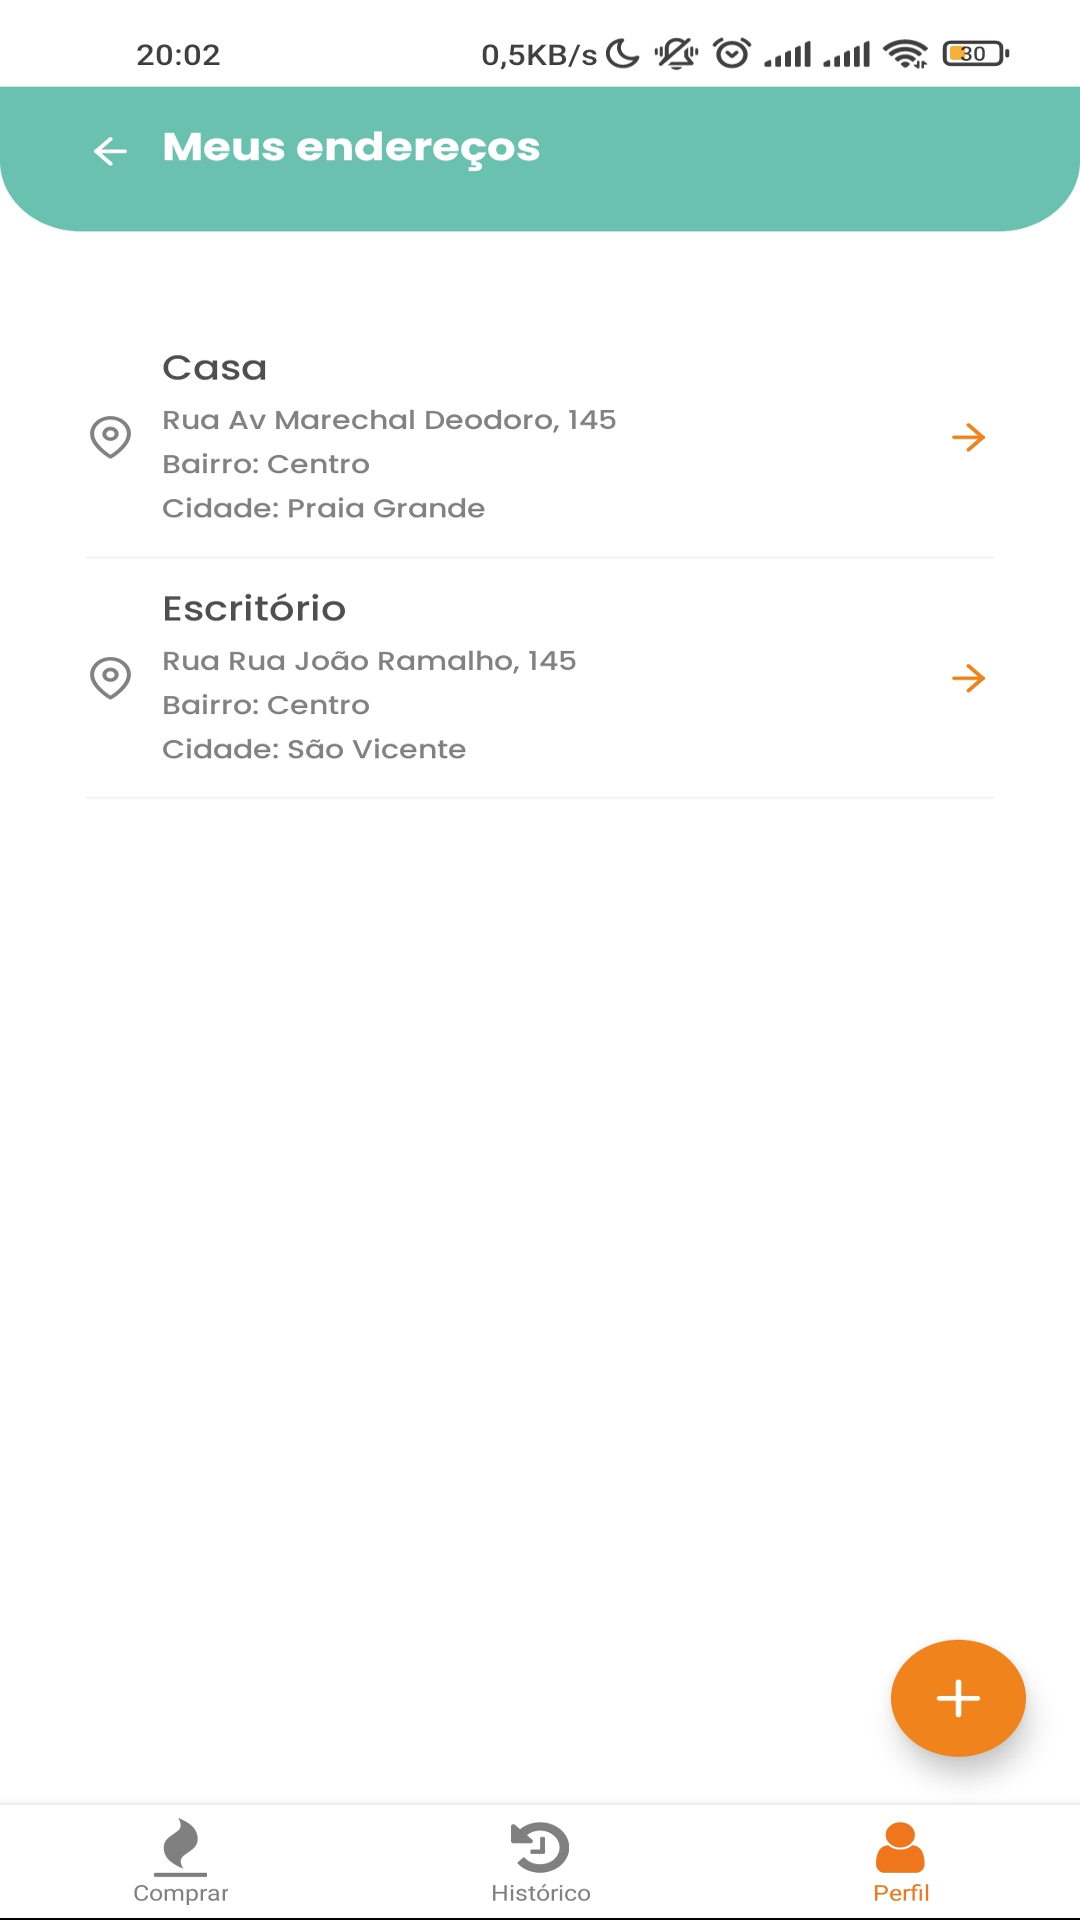 20:02
0,5KB/s
30
Meus endereços
Casa
Rua Av Marechal Deodoro, 145
Bairro: Centro
Cidade: Praia Grande
Escritório
Rua Rua João Ramalho, 145
Bairro: Centro
Cidade: São Vicente
Comprar
Histórico
Perfil